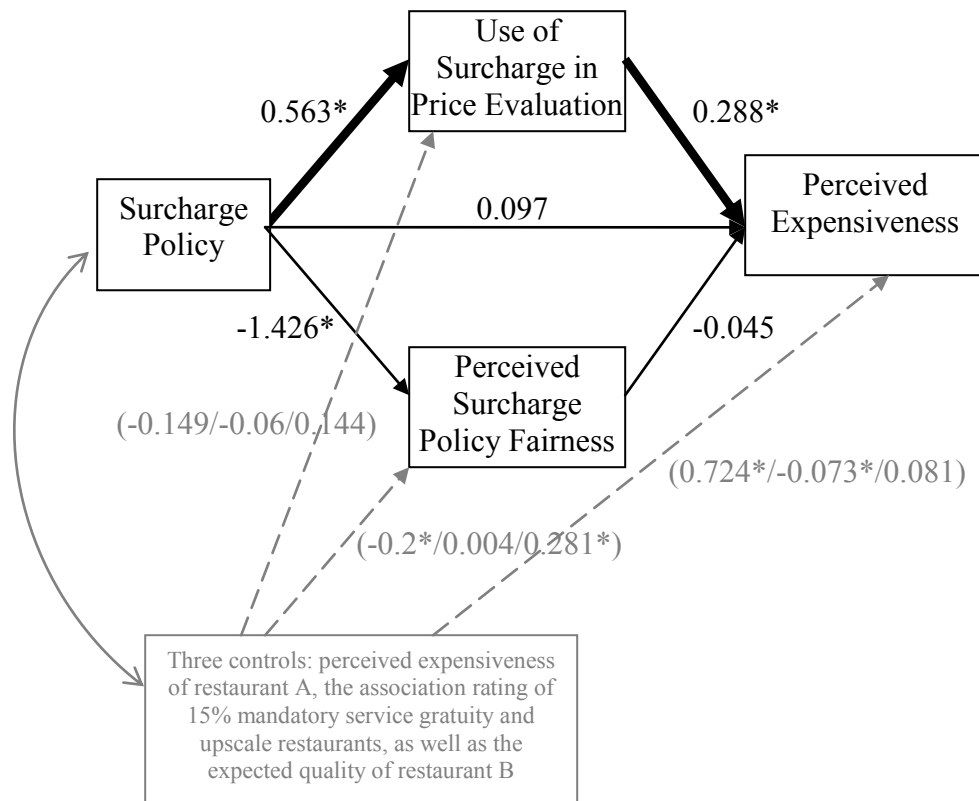 Use of
Surcharge in
Price Evaluation
0.563*
0.288*
Surcharge
Policy
0.097
Perceived
Expensiveness
-1.426*
-0.045
Perceived
Surcharge
Policy Fairness
(-0.149/-0.06/0.144)
(0.724*/-0.073*/0.081)
(-0.2*/0.004/0.281*)
Three controls: perceived expensiveness
of restaurant A, the association rating of
15% mandatory service gratuity and
upscale restaurants, as well as the
expected quality of restaurant B